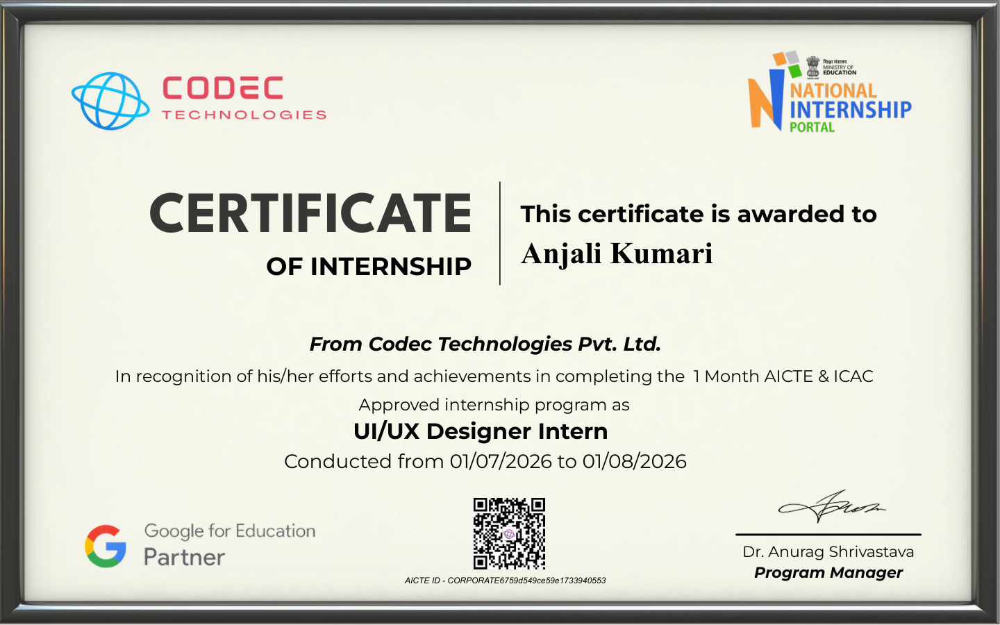 CODEC
TECHNOLOGIES
शिक्षा मंत्रालय
MINISTRY OF
EDUCATION
NATIONAL
INTERNSHIP
PORTAL
CERTIFICATE
OF INTERNSHIP
This certificate is awarded to
Anjali Kumari
From Codec Technologies Pvt. Ltd.
In recognition of his/her efforts and achievements in completing the 1 Month AICTE & ICAC
Approved internship program as
UI/UX Designer Intern
Conducted from 01/07/2026 to 01/08/2026
Google for Education
Partner
AICTE ID - CORPORATE6759d549ce59e1733940553
Dr. Anurag Shrivastava
Program Manager